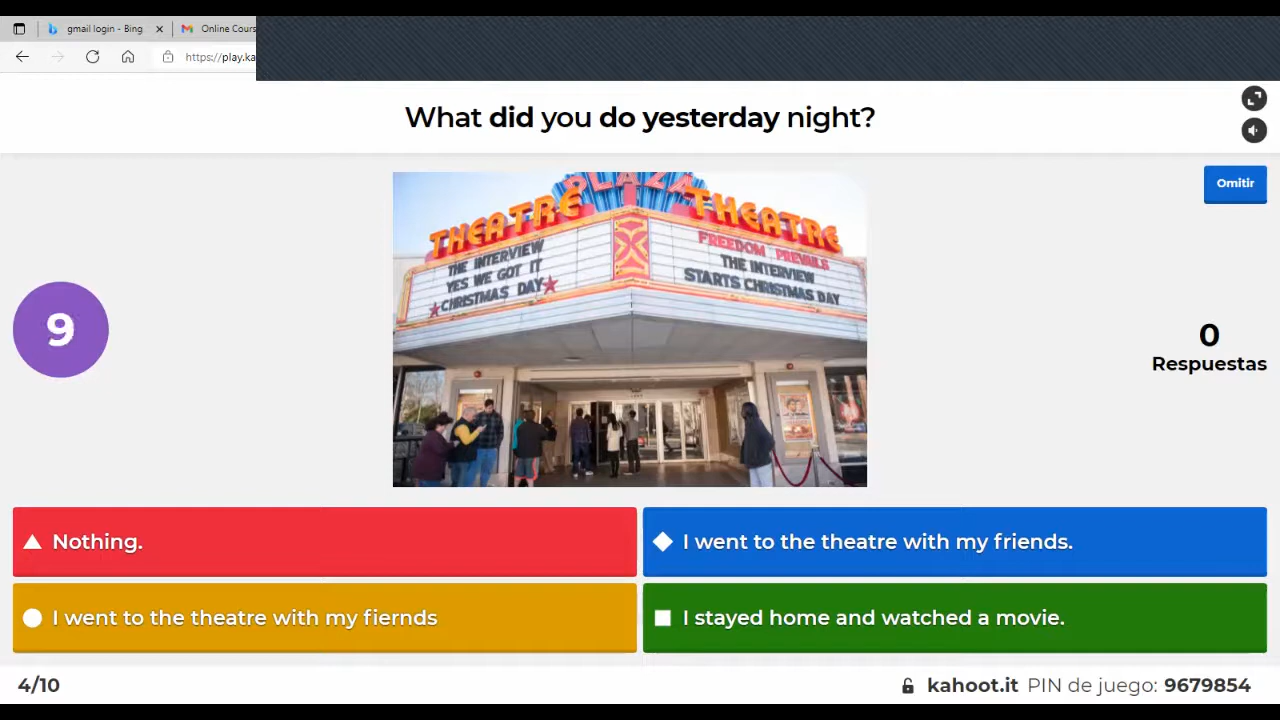 gmail login - Bing
Online Cours
https://play.ka
What did you do yesterday night?
Omitir
PLAZA
THEATRE
THEATRE
THE INTERVIEW
YES WE GOT IT
CHRISTMAS DAY
FREEDOM PREVAILS
THE INTERVIEW
STARTS CHRISTMAS DAY
9
0
Respuestas
Nothing.
I went to the theatre with my friends.
I went to the theatre with my fiernds
I stayed home and watched a movie.
4/10
kahoot.it PIN de juego: 9679854